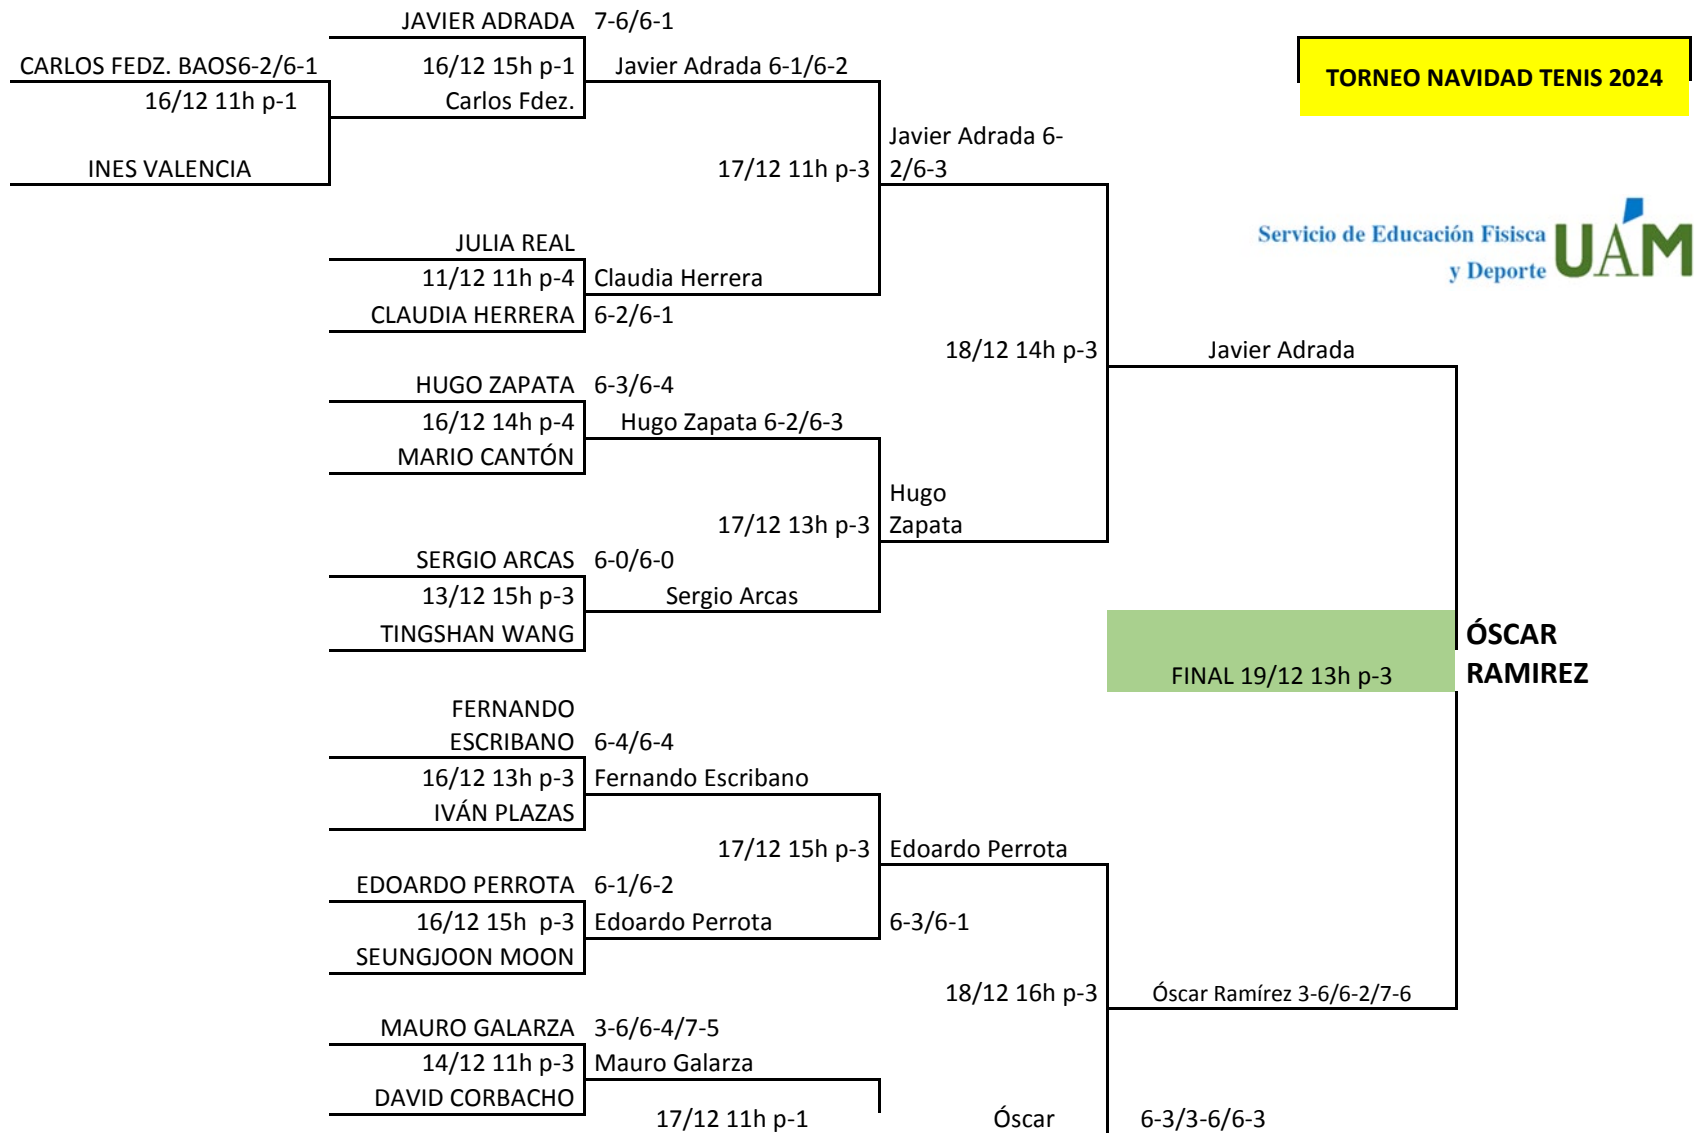 JAVIER ADRADA 7-6/6-1
CARLOS FEDZ. BAOS6-2/6-1
16/12 15h p-1
Javier Adrada 6-1/6-2
TORNEO NAVIDAD TENIS 2024
16/12 11h p-1
Carlos Fdez.
Javier Adrada 6-
2/6-3
INES VALENCIA
17/12 11h p-3
Servicio de Educación Fisisca
y Deporte
UAM
JULIA REAL
11/12 11h p-4
Claudia Herrera
CLAUDIA HERRERA 6-2/6-1
18/12 14h p-3
Javier Adrada
HUGO ZAPATA 6-3/6-4
16/12 14h p-4
Hugo Zapata 6-2/6-3
MARIO CANTÓN
Hugo
Zapata
17/12 13h p-3
SERGIO ARCAS 6-0/6-0
13/12 15h p-3
Sergio Arcas
TINGSHAN WANG
ÓSCAR
RAMIREZ
FINAL 19/12 13h p-3
FERNANDO
ESCRIBANO 6-4/6-4
16/12 13h p-3
Fernando Escribano
IVÁN PLAZAS
17/12 15h p-3
Edoardo Perrota
EDOARDO PERROTA 6-1/6-2
16/12 15h p-3
Edoardo Perrota
6-3/6-1
SEUNGJOON MOON
18/12 16h p-3
Óscar Ramírez 3-6/6-2/7-6
MAURO GALARZA 3-6/6-4/7-5
14/12 11h p-3
Mauro Galarza
DAVID CORBACHO
17/12 11h p-1
Óscar
6-3/3-6/6-3